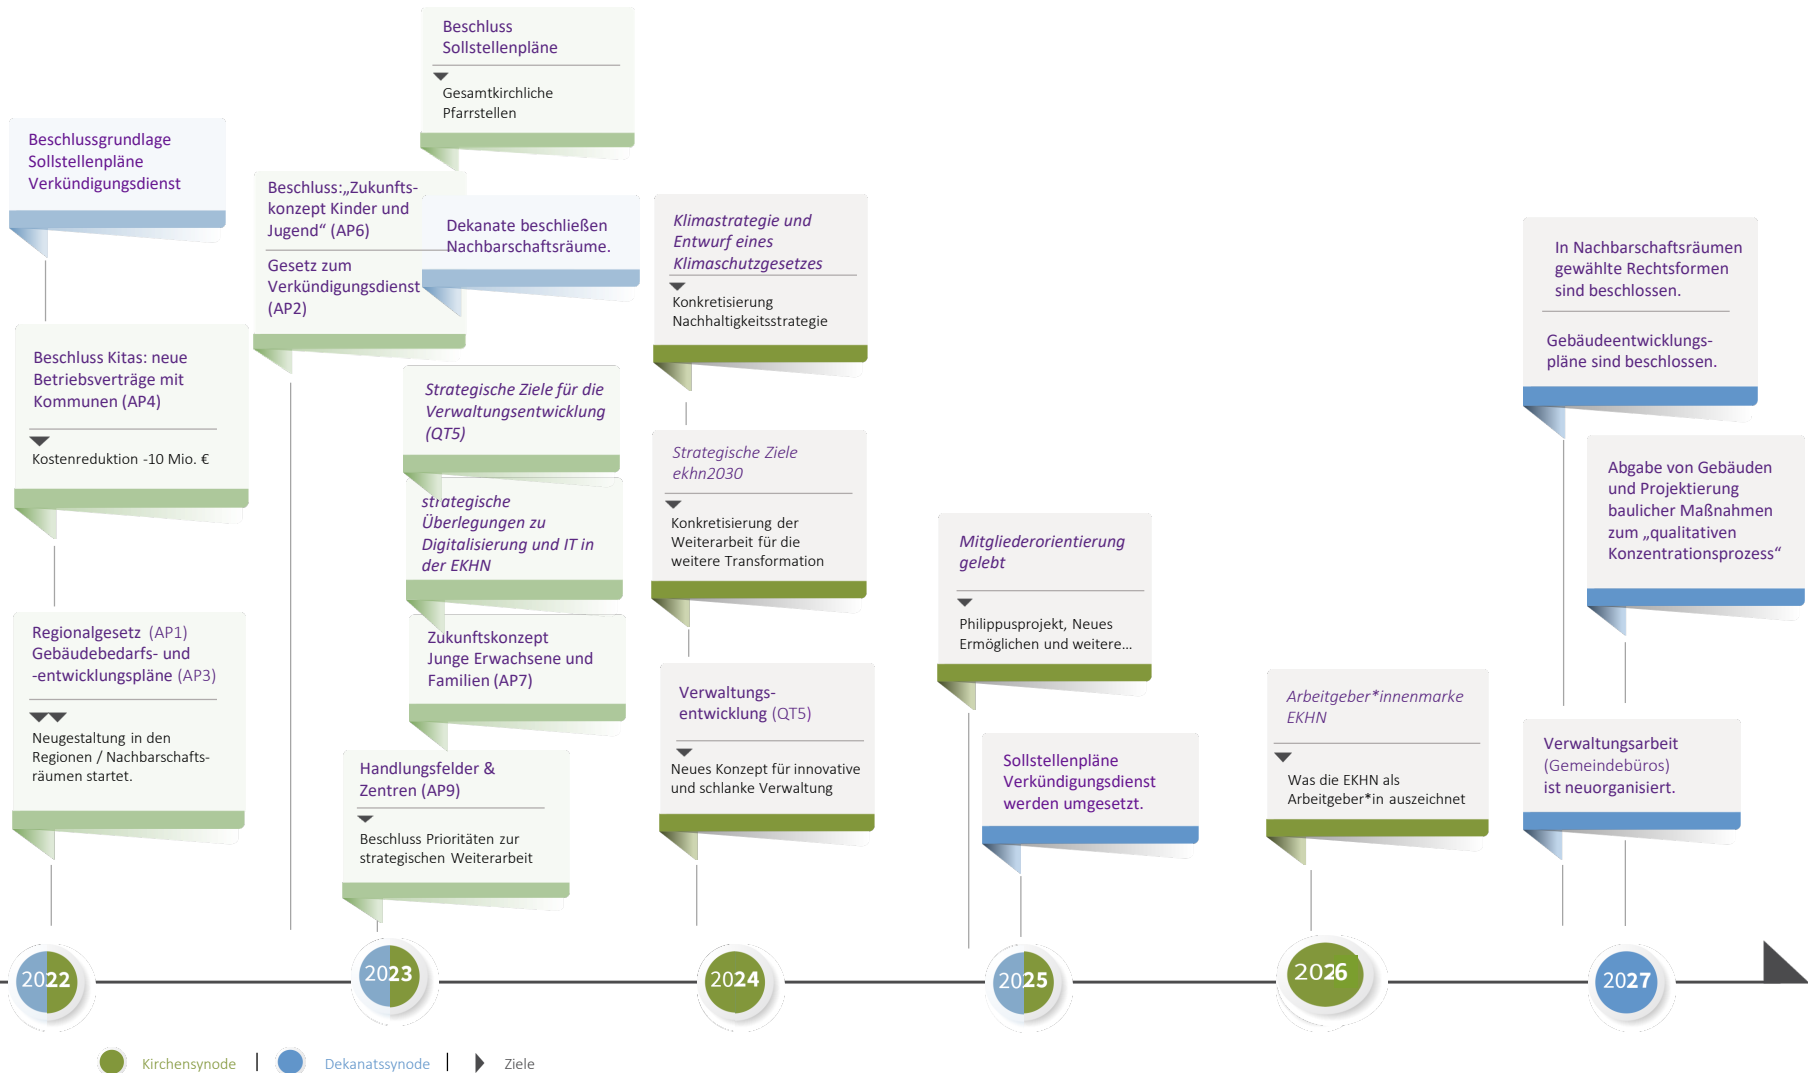 Beschlussgrundlage
Sollstellenpläne
Verkündigungsdienst
Beschluss Kitas: neue
Betriebsverträge mit
Kommunen (AP4)
Kostenreduktion -10 Mio. €
Regionalgesetz (AP1)
Gebäudebedarfs- und
-entwicklungspläne (AP3)
Neugestaltung in den
Regionen / Nachbarschafts-
räumen startet.
Beschluss:„Zukunfts-
konzept Kinder und
Jugend“ (AP6)
Gesetz zum
Verkündigungsdienst
(AP2)
Beschluss
Sollstellenpläne
Gesamtkirchliche
Pfarrstellen
Dekanate beschließen
Nachbarschaftsräume.
Strategische Ziele für die
Verwaltungsentwicklung
(QT5)
strategische
Überlegungen zu
Digitalisierung und IT in
der EKHN
Zukunftskonzept
Junge Erwachsene und
Familien (AP7)
Handlungsfelder &
Zentren (AP9)
Beschluss Prioritäten zur
strategischen Weiterarbeit
Klimastrategie und
Entwurf eines
Klimaschutzgesetzes
Konkretisierung
Nachhaltigkeitsstrategie
Strategische Ziele
ekhn2030
Konkretisierung der
Weiterarbeit für die
weitere Transformation
Verwaltungs-
entwicklung (QT5)
Neues Konzept für innovative
und schlanke Verwaltung
Mitgliederorientierung
gelebt
Philippusprojekt, Neues
Ermöglichen und weitere…
Sollstellenpläne
Verkündigungsdienst
werden umgesetzt.
Arbeitgeber*innenmarke
EKHN
Was die EKHN als
Arbeitgeber*in auszeichnet
In Nachbarschaftsräumen
gewählte Rechtsformen
sind beschlossen.
Gebäudeentwicklungs-
pläne sind beschlossen.
Abgabe von Gebäuden
und Projektierung
baulicher Maßnahmen
zum „qualitativen
Konzentrationsprozess“
Verwaltungsarbeit
(Gemeindebüros)
ist neuorganisiert.
2022
2023
2024
2025
2026
2027
Kirchensynode
Dekanatssynode
Ziele